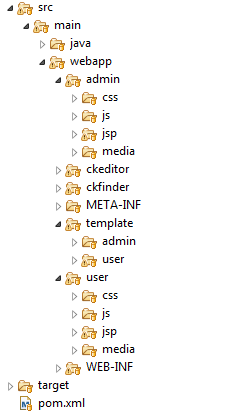 src
main
java
webapp
admin
css
js
jsp
media
ckeditor
ckfinder
META-INF
template
admin
user
user
css
js
jsp
media
WEB-INF
target
pom.xml